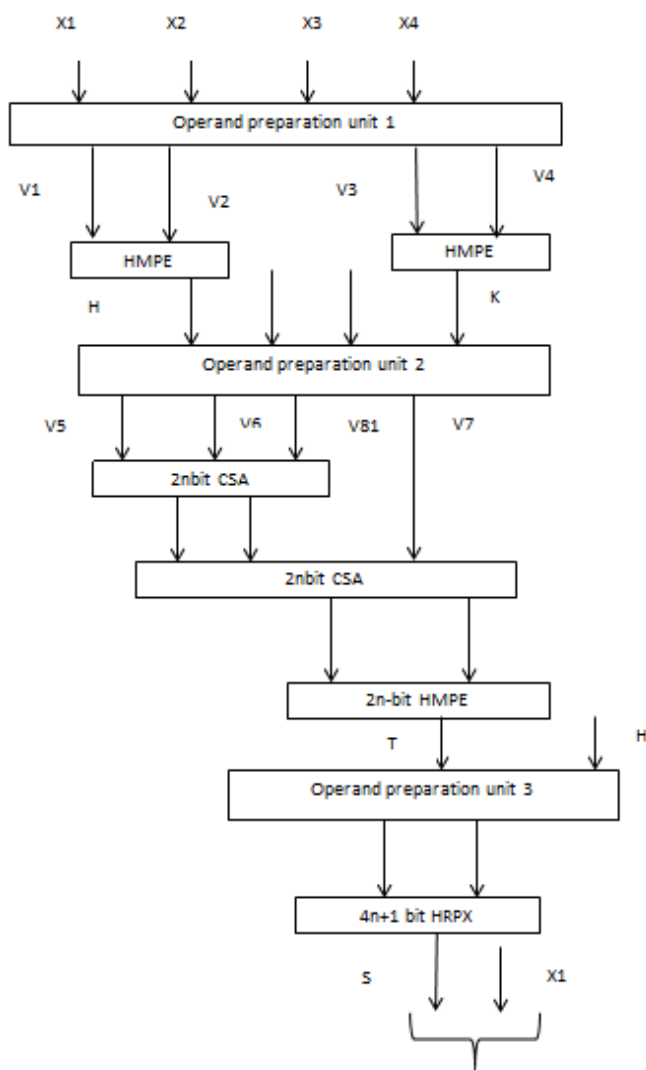 X1 X2 X3 X4
Operand preparation unit 1
V1 V2 V3 V4
HMPE HMPE
H K
Operand preparation unit 2
V5 V6 V81 V7
2nbit CSA
2nbit CSA
2n-bit HMPE
T H
Operand preparation unit 3
4n+1 bit HRPX
S X1